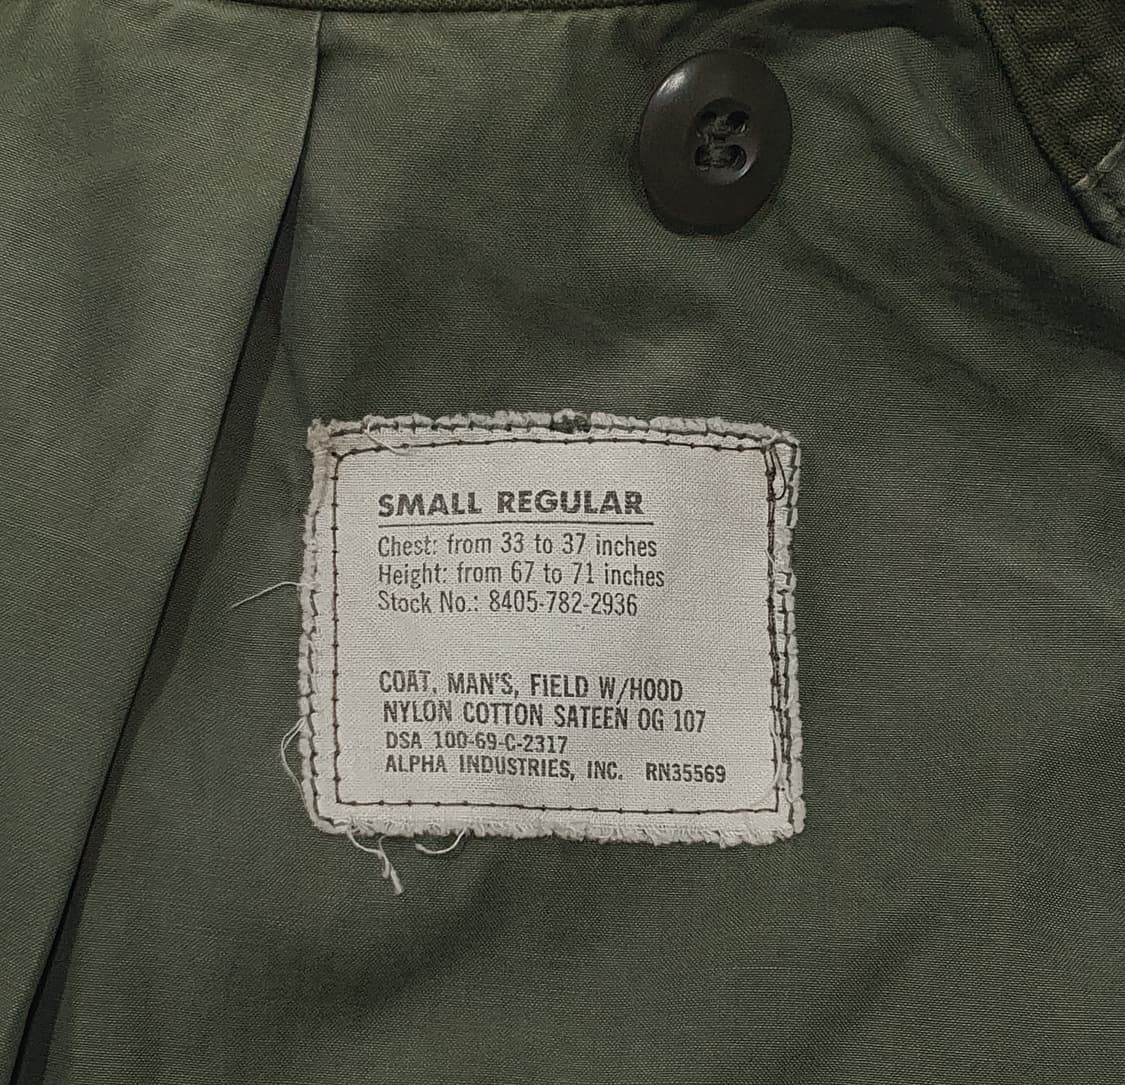 SMALL REGULAR
Chest: from 33 to 37 inches
Height: from 67 to 71 inches
Stock No.: 8405-782-2936
COAT, MAN'S, FIELD W/HOOD
NYLON COTTON SATEEN OG 107
DSA 100-69-C-2317
ALPHA INDUSTRIES, INC. RN35569